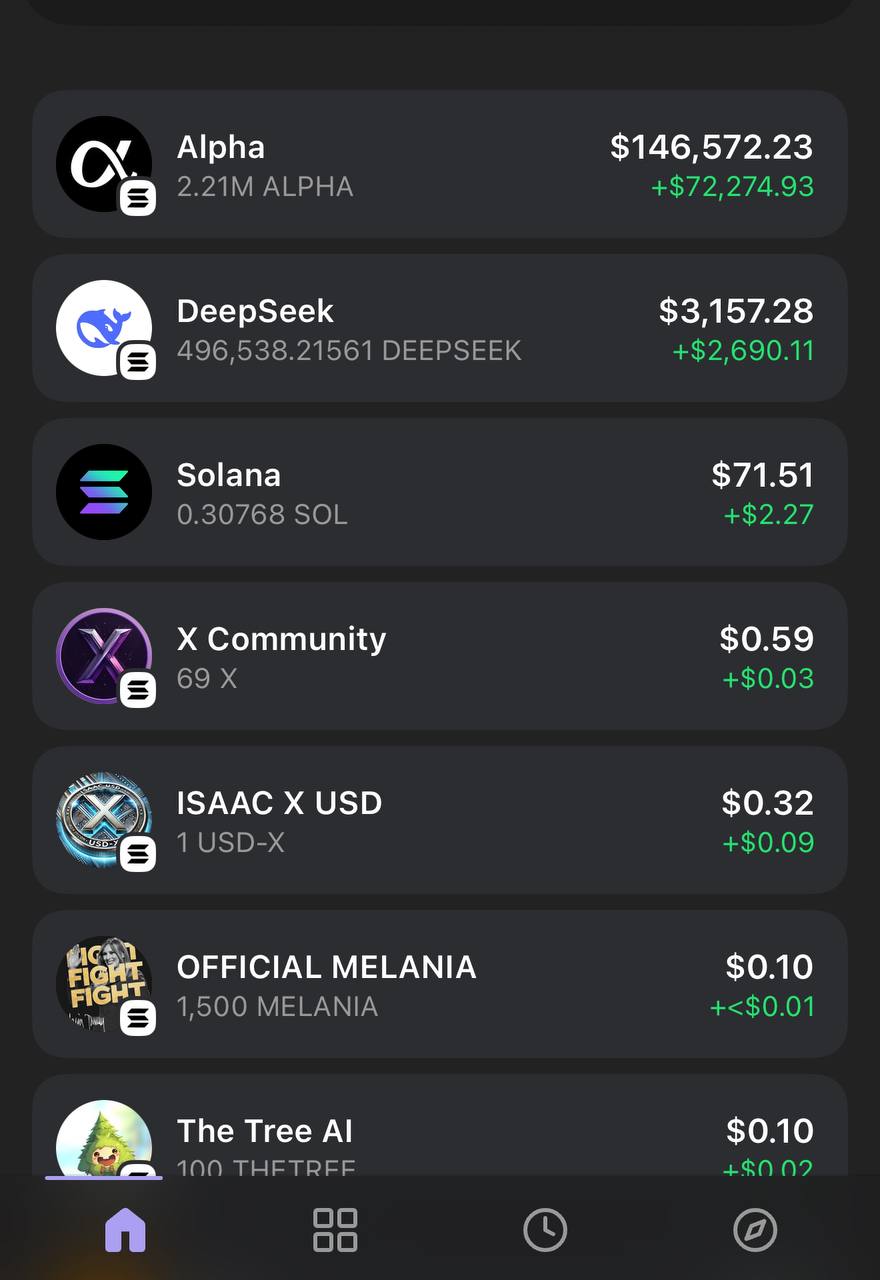 Alpha
$146,572.23
2.21M ALPHA
+$72,274.93
DeepSeek
$3,157.28
496,538.21561 DEEPSEEK
+$2,690.11
Solana
$71.51
0.30768 SOL
+$2.27
X Community
$0.59
69 X
+$0.03
ISAAC X USD
$0.32
1 USD-X
+$0.09
FIGHT
FIGHT
FIGHT
OFFICIAL MELANIA
$0.10
1,500 MELANIA
+<$0.01
The Tree AI
$0.10
100 THETREE
+$0.02